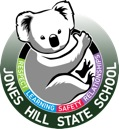 RESPECT LEARNING SAFETY RELATIONSHIPS
JONES HILL STATE SCHOOL